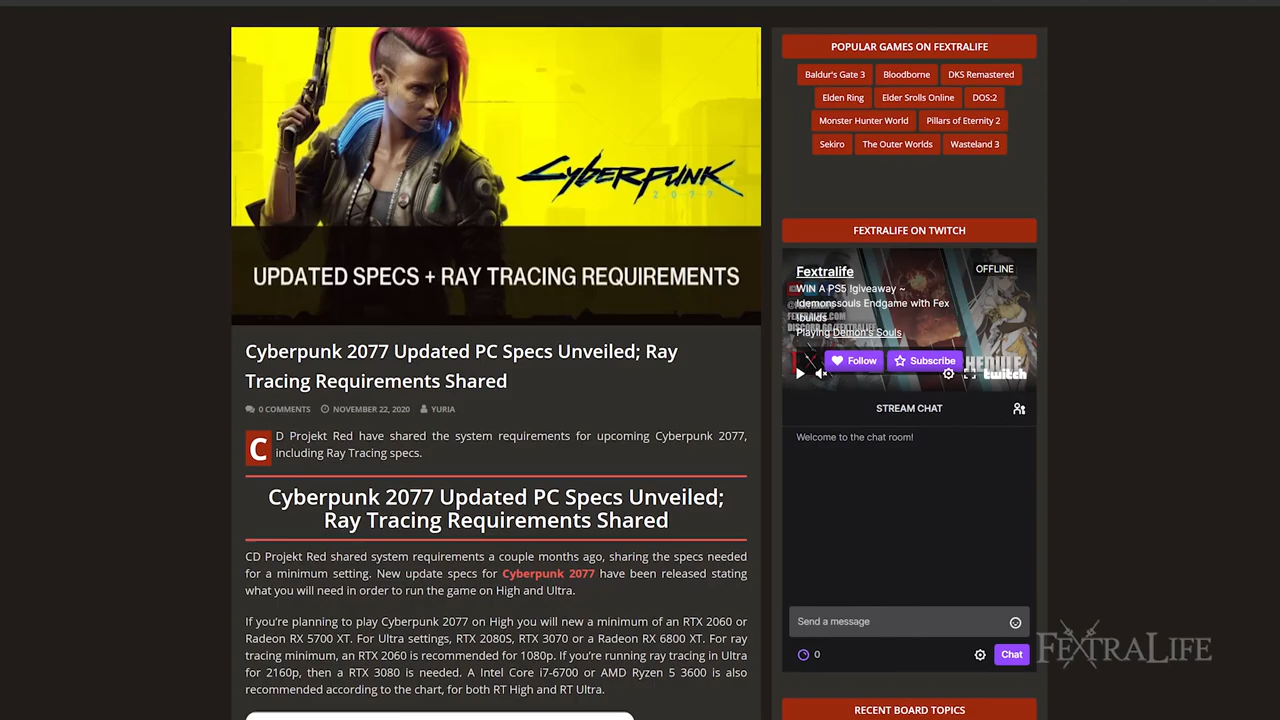 CYBERPUNK
2077
UPDATED SPECS + RAY TRACING REQUIREMENTS
Cyberpunk 2077 Updated PC Specs Unveiled; Ray
Tracing Requirements Shared
0 COMMENTS NOVEMBER 22, 2020 YURIA
CD Projekt Red have shared the system requirements for upcoming Cyberpunk 2077,
including Ray Tracing specs.
Cyberpunk 2077 Updated PC Specs Unveiled;
Ray Tracing Requirements Shared
CD Projekt Red shared system requirements a couple months ago, sharing the specs needed
for a minimum setting. New update specs for Cyberpunk 2077 have been released stating
what you will need in order to run the game on High and Ultra.
If you're planning to play Cyberpunk 2077 on High you will new a minimum of an RTX 2060 or
Radeon RX 5700 XT. For Ultra settings, RTX 2080S, RTX 3070 or a Radeon RX 6800 XT. For ray
tracing minimum, an RTX 2060 is recommended for 1080p. If you're running ray tracing in Ultra
for 2160p, then a RTX 3080 is needed. A Intel Core i7-6700 or AMD Ryzen 5 3600 is also
recommended according to the chart, for both RT High and RT Ultra.
POPULAR GAMES ON FEXTRALIFE
Baldur's Gate 3 Bloodborne DKS Remastered
Elden Ring Elder Srolls Online DOS:2
Monster Hunter World Pillars of Eternity 2
Sekiro The Outer Worlds Wasteland 3
FEXTRALIFE ON TWITCH
Fextralife OFFLINE
WIN A PS5 !giveaway ~
!demonssouls Endgame with Fex
!builds
FEXTRALIFE.COM
DISCORD.GG/FEXTRALIFE
Playing Demon's Souls
Follow Subscribe
twitch
STREAM CHAT
Welcome to the chat room!
Send a message
0 Chat
FEXTRALIFE
RECENT BOARD TOPICS